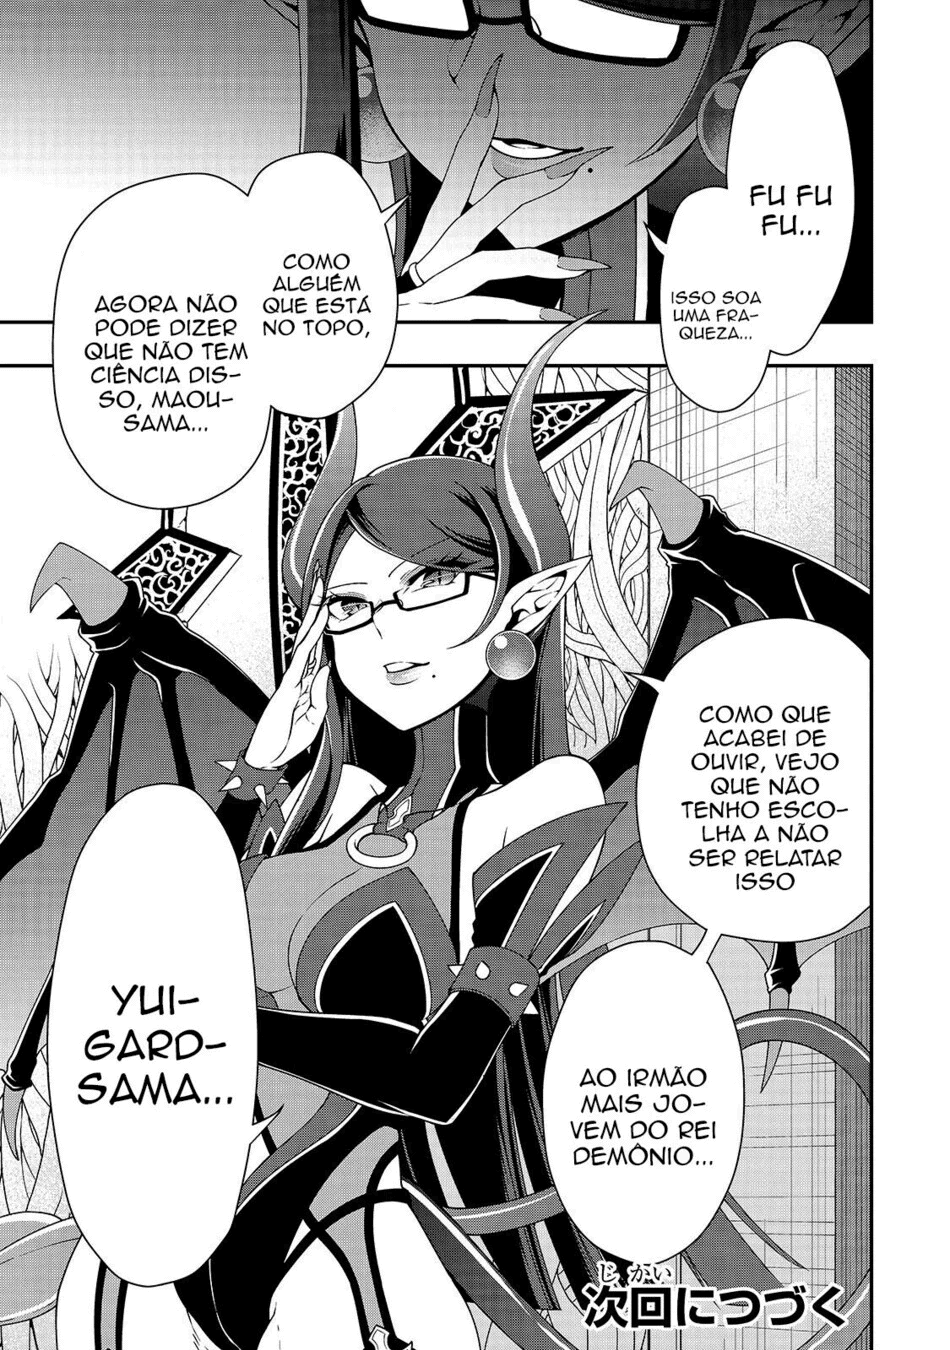 FU FU
FU...
ISSO SOA
UMA FRA-
QUEZA...
COMO
ALGUÉM
QUE ESTÁ
NO TOPO,
AGORA NÃO
PODE DIZER
QUE NÃO TEM
CIÊNCIA DIS-
SO, MAOU-
SAMA...
COMO QUE
ACABEI DE
OUVIR, VEJO
QUE NÃO
TENHO ESCO-
LHA A NÃO
SER RELATAR
ISSO
AO IRMÃO
MAIS JO-
VEM DO REI
DEMÔNIO...
YUI-
GARD-
SAMA...
じかい
次回につづく